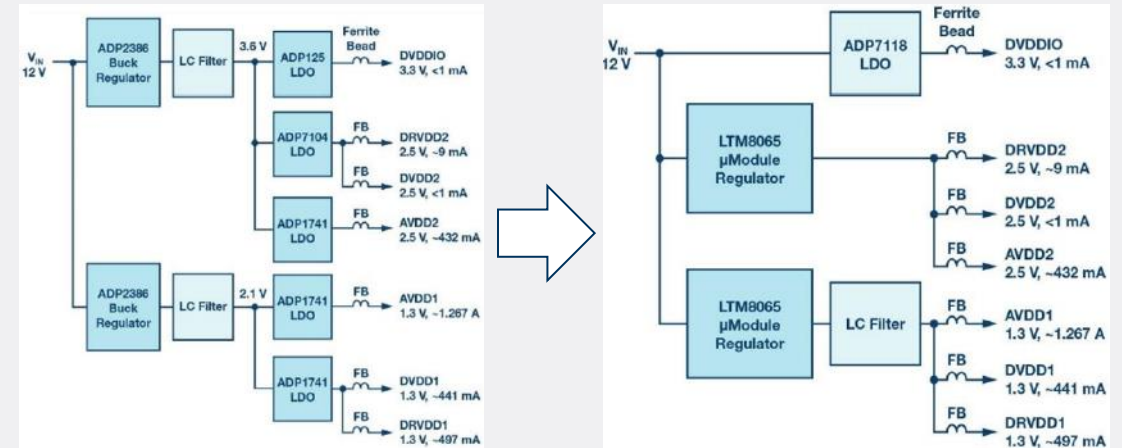 V_IN
12 V
ADP2386
Buck
Regulator
LC Filter
3.6 V
ADP125
LDO
Ferrite
Bead
DVDDIO
3.3 V, <1 mA
ADP7104
LDO
FB
DRVDD2
2.5 V, ~9 mA
FB
DVDD2
2.5 V, <1 mA
ADP1741
LDO
FB
AVDD2
2.5 V, ~432 mA
ADP2386
Buck
Regulator
LC Filter
2.1 V
ADP1741
LDO
FB
AVDD1
1.3 V, ~1.267 A
ADP1741
LDO
FB
DVDD1
1.3 V, ~441 mA
FB
DRVDD1
1.3 V, ~497 mA
V_IN
12 V
ADP7118
LDO
Ferrite
Bead
DVDDIO
3.3 V, <1 mA
LTM8065
µModule
Regulator
FB
DRVDD2
2.5 V, ~9 mA
FB
DVDD2
2.5 V, <1 mA
FB
AVDD2
2.5 V, ~432 mA
LTM8065
µModule
Regulator
LC Filter
FB
AVDD1
1.3 V, ~1.267 A
FB
DVDD1
1.3 V, ~441 mA
FB
DRVDD1
1.3 V, ~497 mA